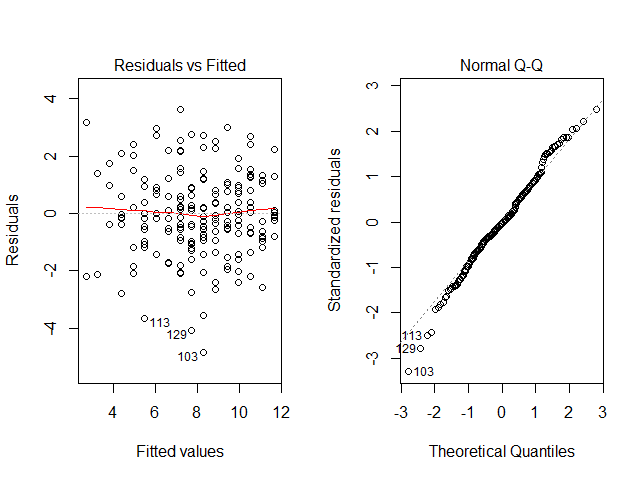 Residuals vs Fitted
Residuals
4
2
0
-2
-4
113
129
103
4 6 8 10 12
Fitted values
Normal Q-Q
Standardized residuals
3
2
1
0
-1
-2
-3
113
129
103
-3 -2 -1 0 1 2 3
Theoretical Quantiles